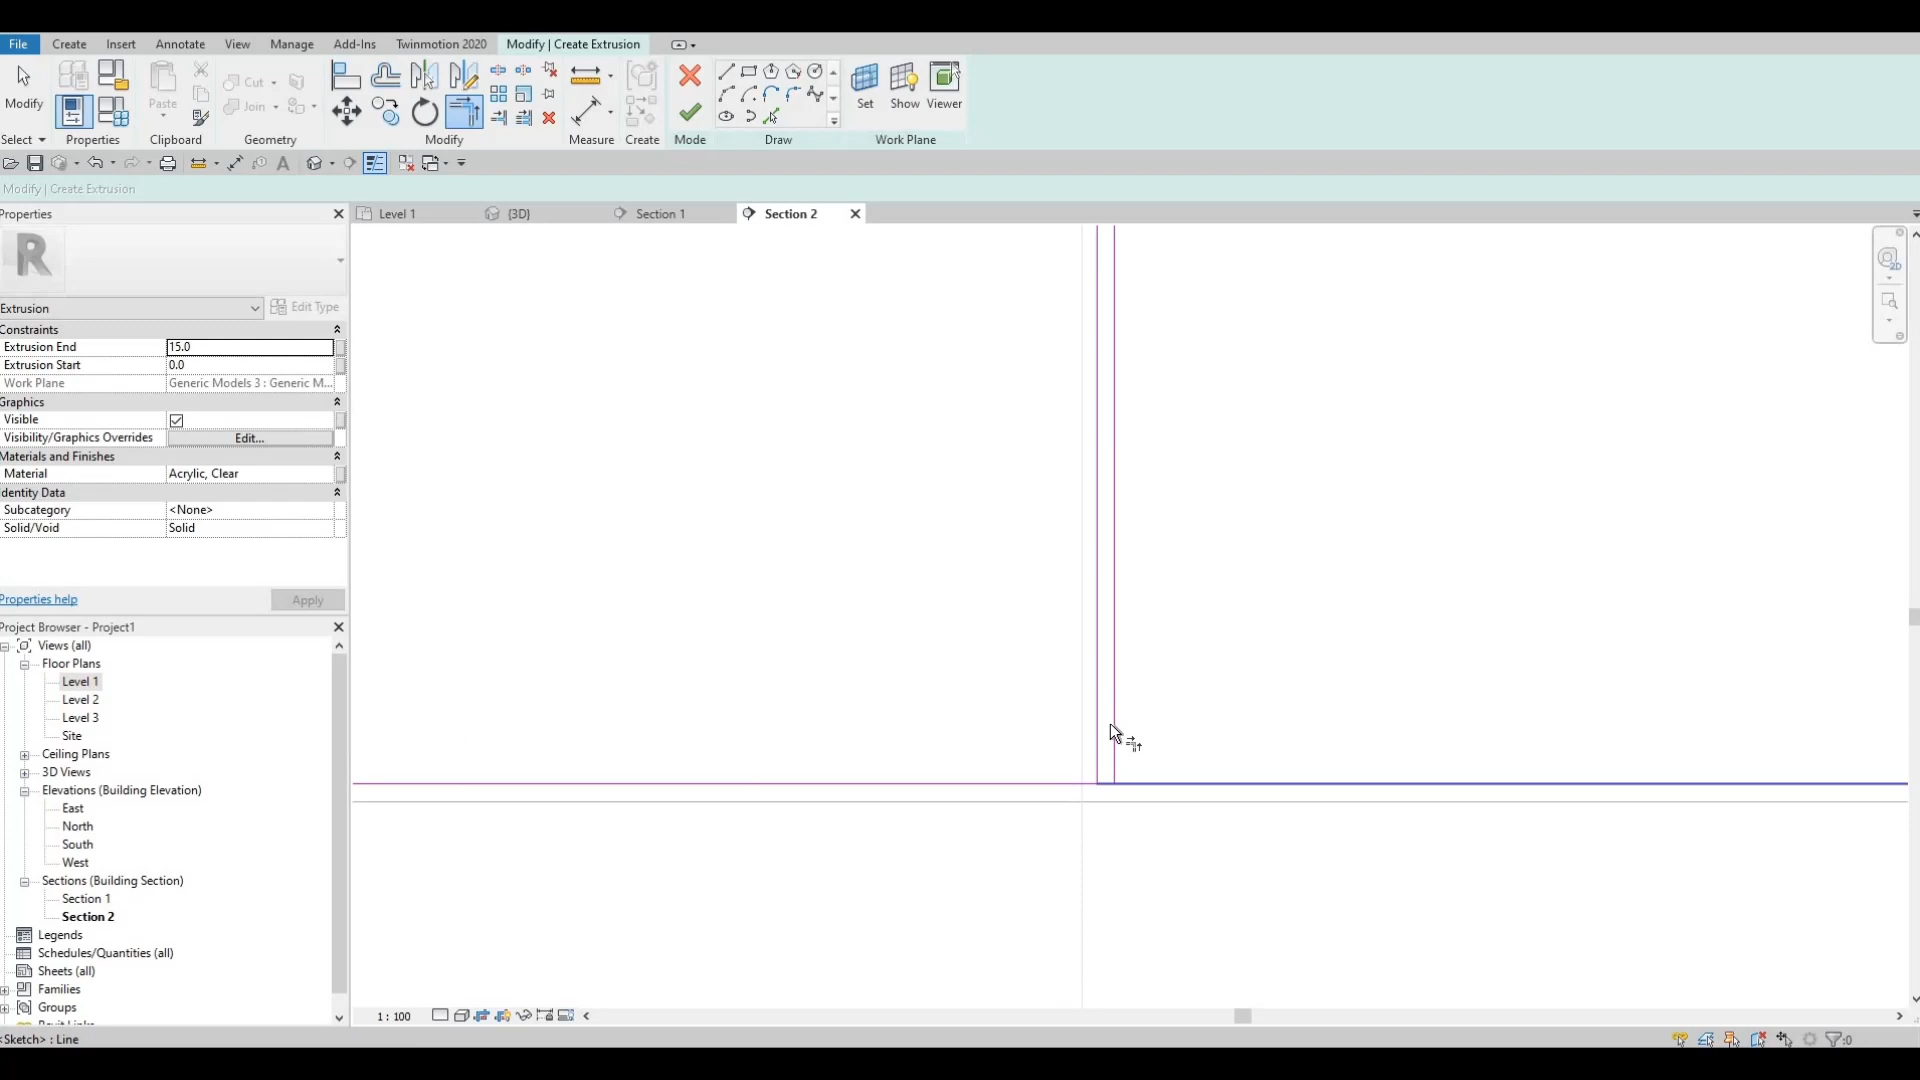 File Create Insert Annotate View Manage Add-Ins Twinmotion 2020 Modify | Create Extrusion
Modify Paste Cut Join Set Show Viewer
Select Properties Clipboard Geometry Modify Measure Create Mode Draw Work Plane
Modify | Create Extrusion
Properties
Level 1 {3D} Section 1 Section 2
R
Extrusion Edit Type
Constraints
Extrusion End 15.0
Extrusion Start 0.0
Work Plane Generic Models 3 : Generic M...
Graphics
Visible
Visibility/Graphics Overrides Edit...
Materials and Finishes
Material Acrylic, Clear
Identity Data
Subcategory <None>
Solid/Void Solid
Properties help Apply
Project Browser - Project1
Views (all)
Floor Plans
Level 1
Level 2
Level 3
Site
Ceiling Plans
3D Views
Elevations (Building Elevation)
East
North
South
West
Sections (Building Section)
Section 1
Section 2
Legends
Schedules/Quantities (all)
Sheets (all)
Families
Groups
Revit Links
1 : 100
<Sketch> : Line :0
2D